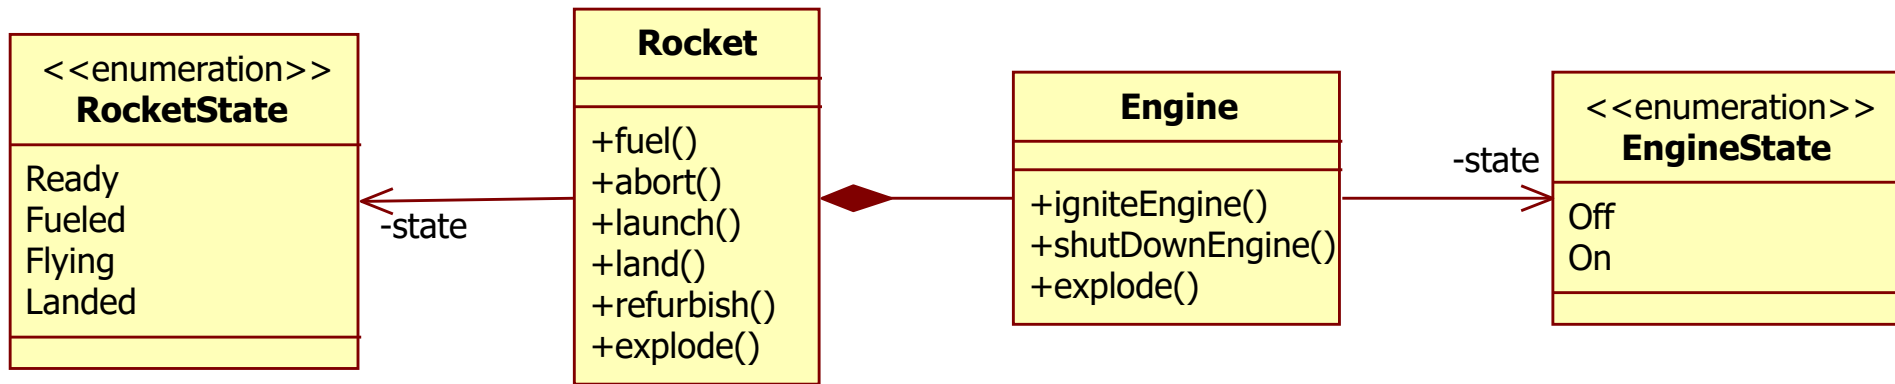 <<enumeration>>
RocketState
Ready
Fueled
Flying
Landed
-state
Rocket
+fuel()
+abort()
+launch()
+land()
+refurbish()
+explode()
Engine
+igniteEngine()
+shutDownEngine()
+explode()
-state
<<enumeration>>
EngineState
Off
On